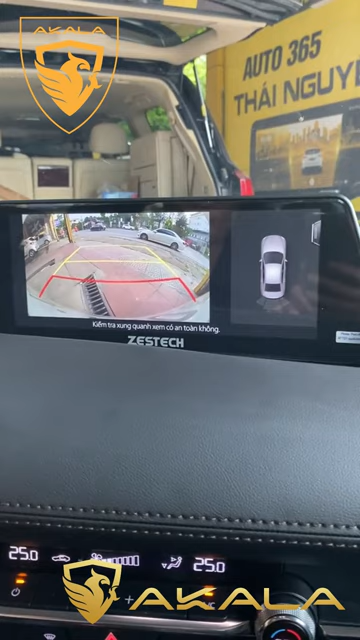 AKALA
AUTO 365
THÁI NGUY
Kiểm tra xung quanh xem có an toàn không.
ZESTECH
25.0
25.0
AKALA